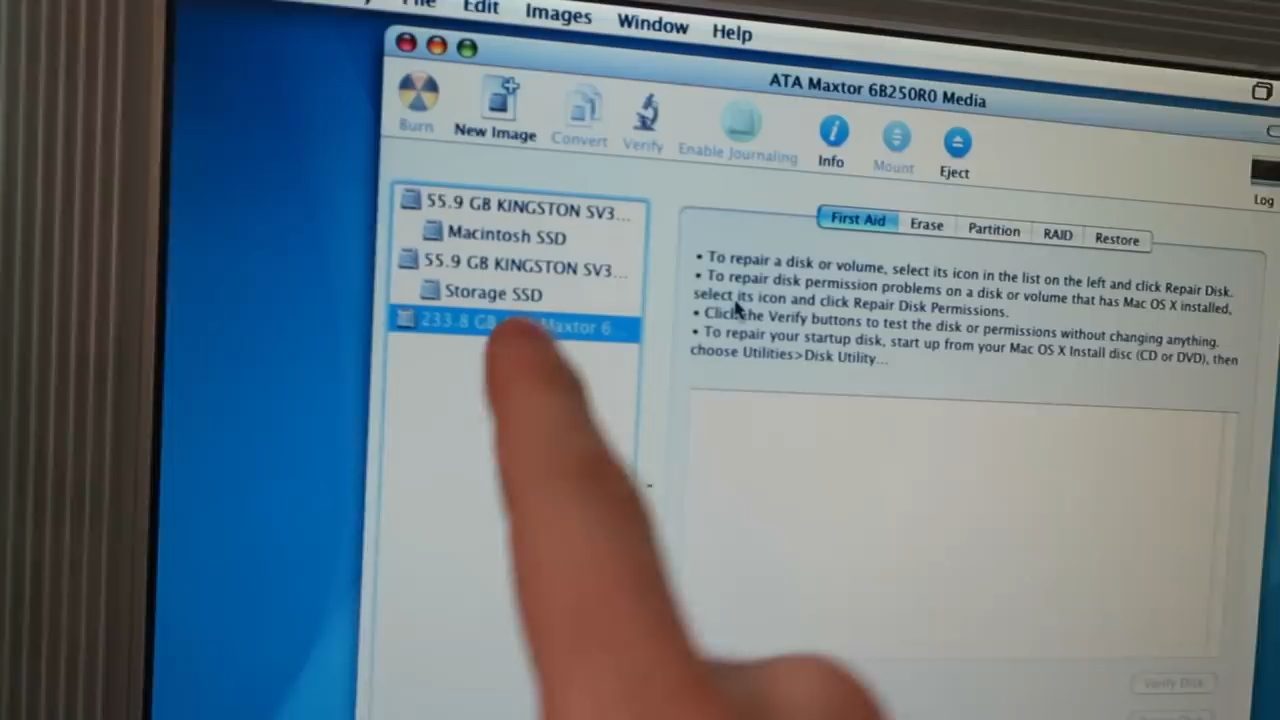 File Edit Images Window Help
ATA Maxtor 6B250R0 Media
Burn New Image Convert Verify Enable Journaling Info Mount Eject
Log
55.9 GB KINGSTON SV3...
Macintosh SSD
55.9 GB KINGSTON SV3...
Storage SSD
233.8 GB Maxtor 6...
First Aid Erase Partition RAID Restore
• To repair a disk or volume, select its icon in the list on the left and click Repair Disk.
• To repair disk permission problems on a disk or volume that has Mac OS X installed,
select its icon and click Repair Disk Permissions.
• Click the Verify buttons to test the disk or permissions without changing anything.
• To repair your startup disk, start up from your Mac OS X Install disc (CD or DVD), then
choose Utilities>Disk Utility...
Verify Disk